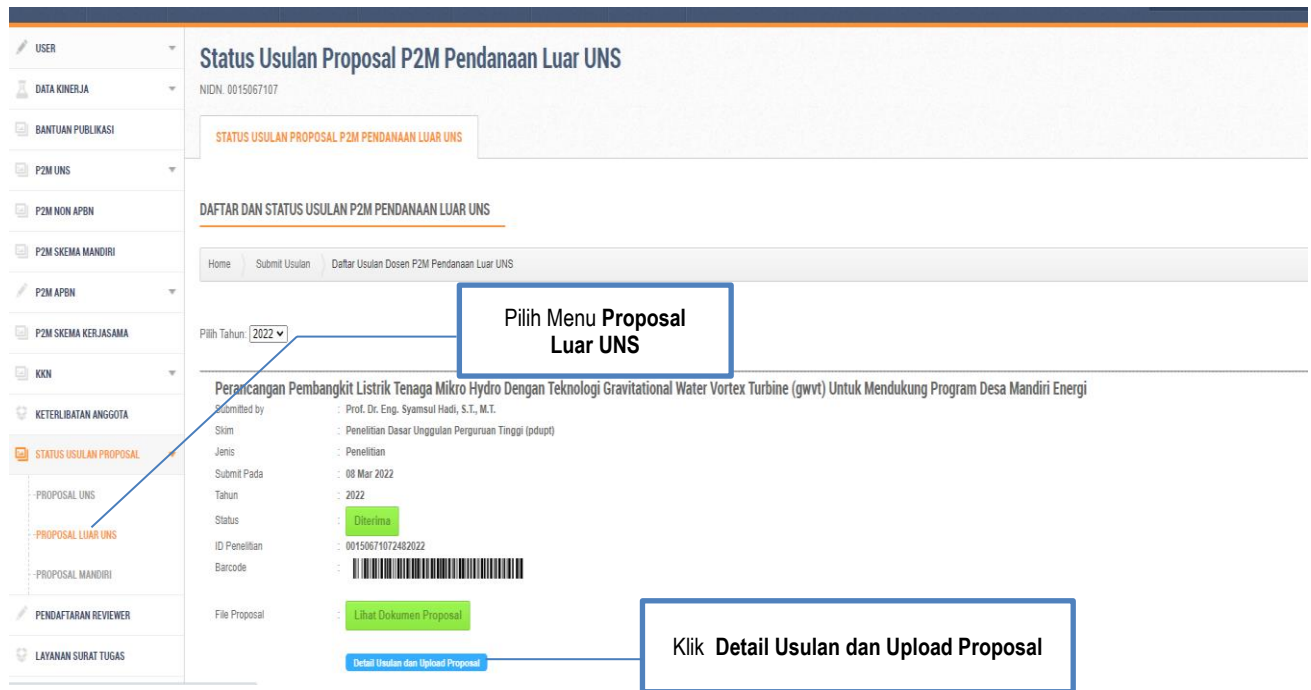 USER
DATA KINERJA
BANTUAN PUBLIKASI
P2M UNS
P2M NON APBN
P2M SKEMA MANDIRI
P2M APBN
P2M SKEMA KERJASAMA
KKN
KETERLIBATAN ANGGOTA
STATUS USULAN PROPOSAL
PROPOSAL UNS
PROPOSAL LUAR UNS
PROPOSAL MANDIRI
PENDAFTARAN REVIEWER
LAYANAN SURAT TUGAS
Status Usulan Proposal P2M Pendanaan Luar UNS
NIDN. 0015067107
STATUS USULAN PROPOSAL P2M PENDANAAN LUAR UNS
DAFTAR DAN STATUS USULAN P2M PENDANAAN LUAR UNS
Home Submit Usulan Daftar Usulan Dosen P2M Pendanaan Luar UNS
Pilih Menu Proposal
Luar UNS
Pilih Tahun: 2022
Perancangan Pembangkit Listrik Tenaga Mikro Hydro Dengan Teknologi Gravitational Water Vortex Turbine (gwvt) Untuk Mendukung Program Desa Mandiri Energi
Submitted by : Prof. Dr. Eng. Syamsul Hadi, S.T., M.T.
Skim : Penelitian Dasar Unggulan Perguruan Tinggi (pdupt)
Jenis : Penelitian
Submit Pada : 08 Mar 2022
Tahun : 2022
Status : Diterima
ID Penelitian : 00150671072482022
Barcode :
File Proposal : Lihat Dokumen Proposal
Detail Usulan dan Upload Proposal
Klik Detail Usulan dan Upload Proposal